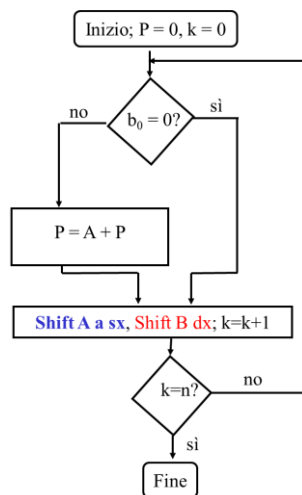 Inizio; P = 0, k = 0
no
sì
b₀ = 0?
P = A + P
Shift A a sx, Shift B dx; k=k+1
k=n?
no
sì
Fine